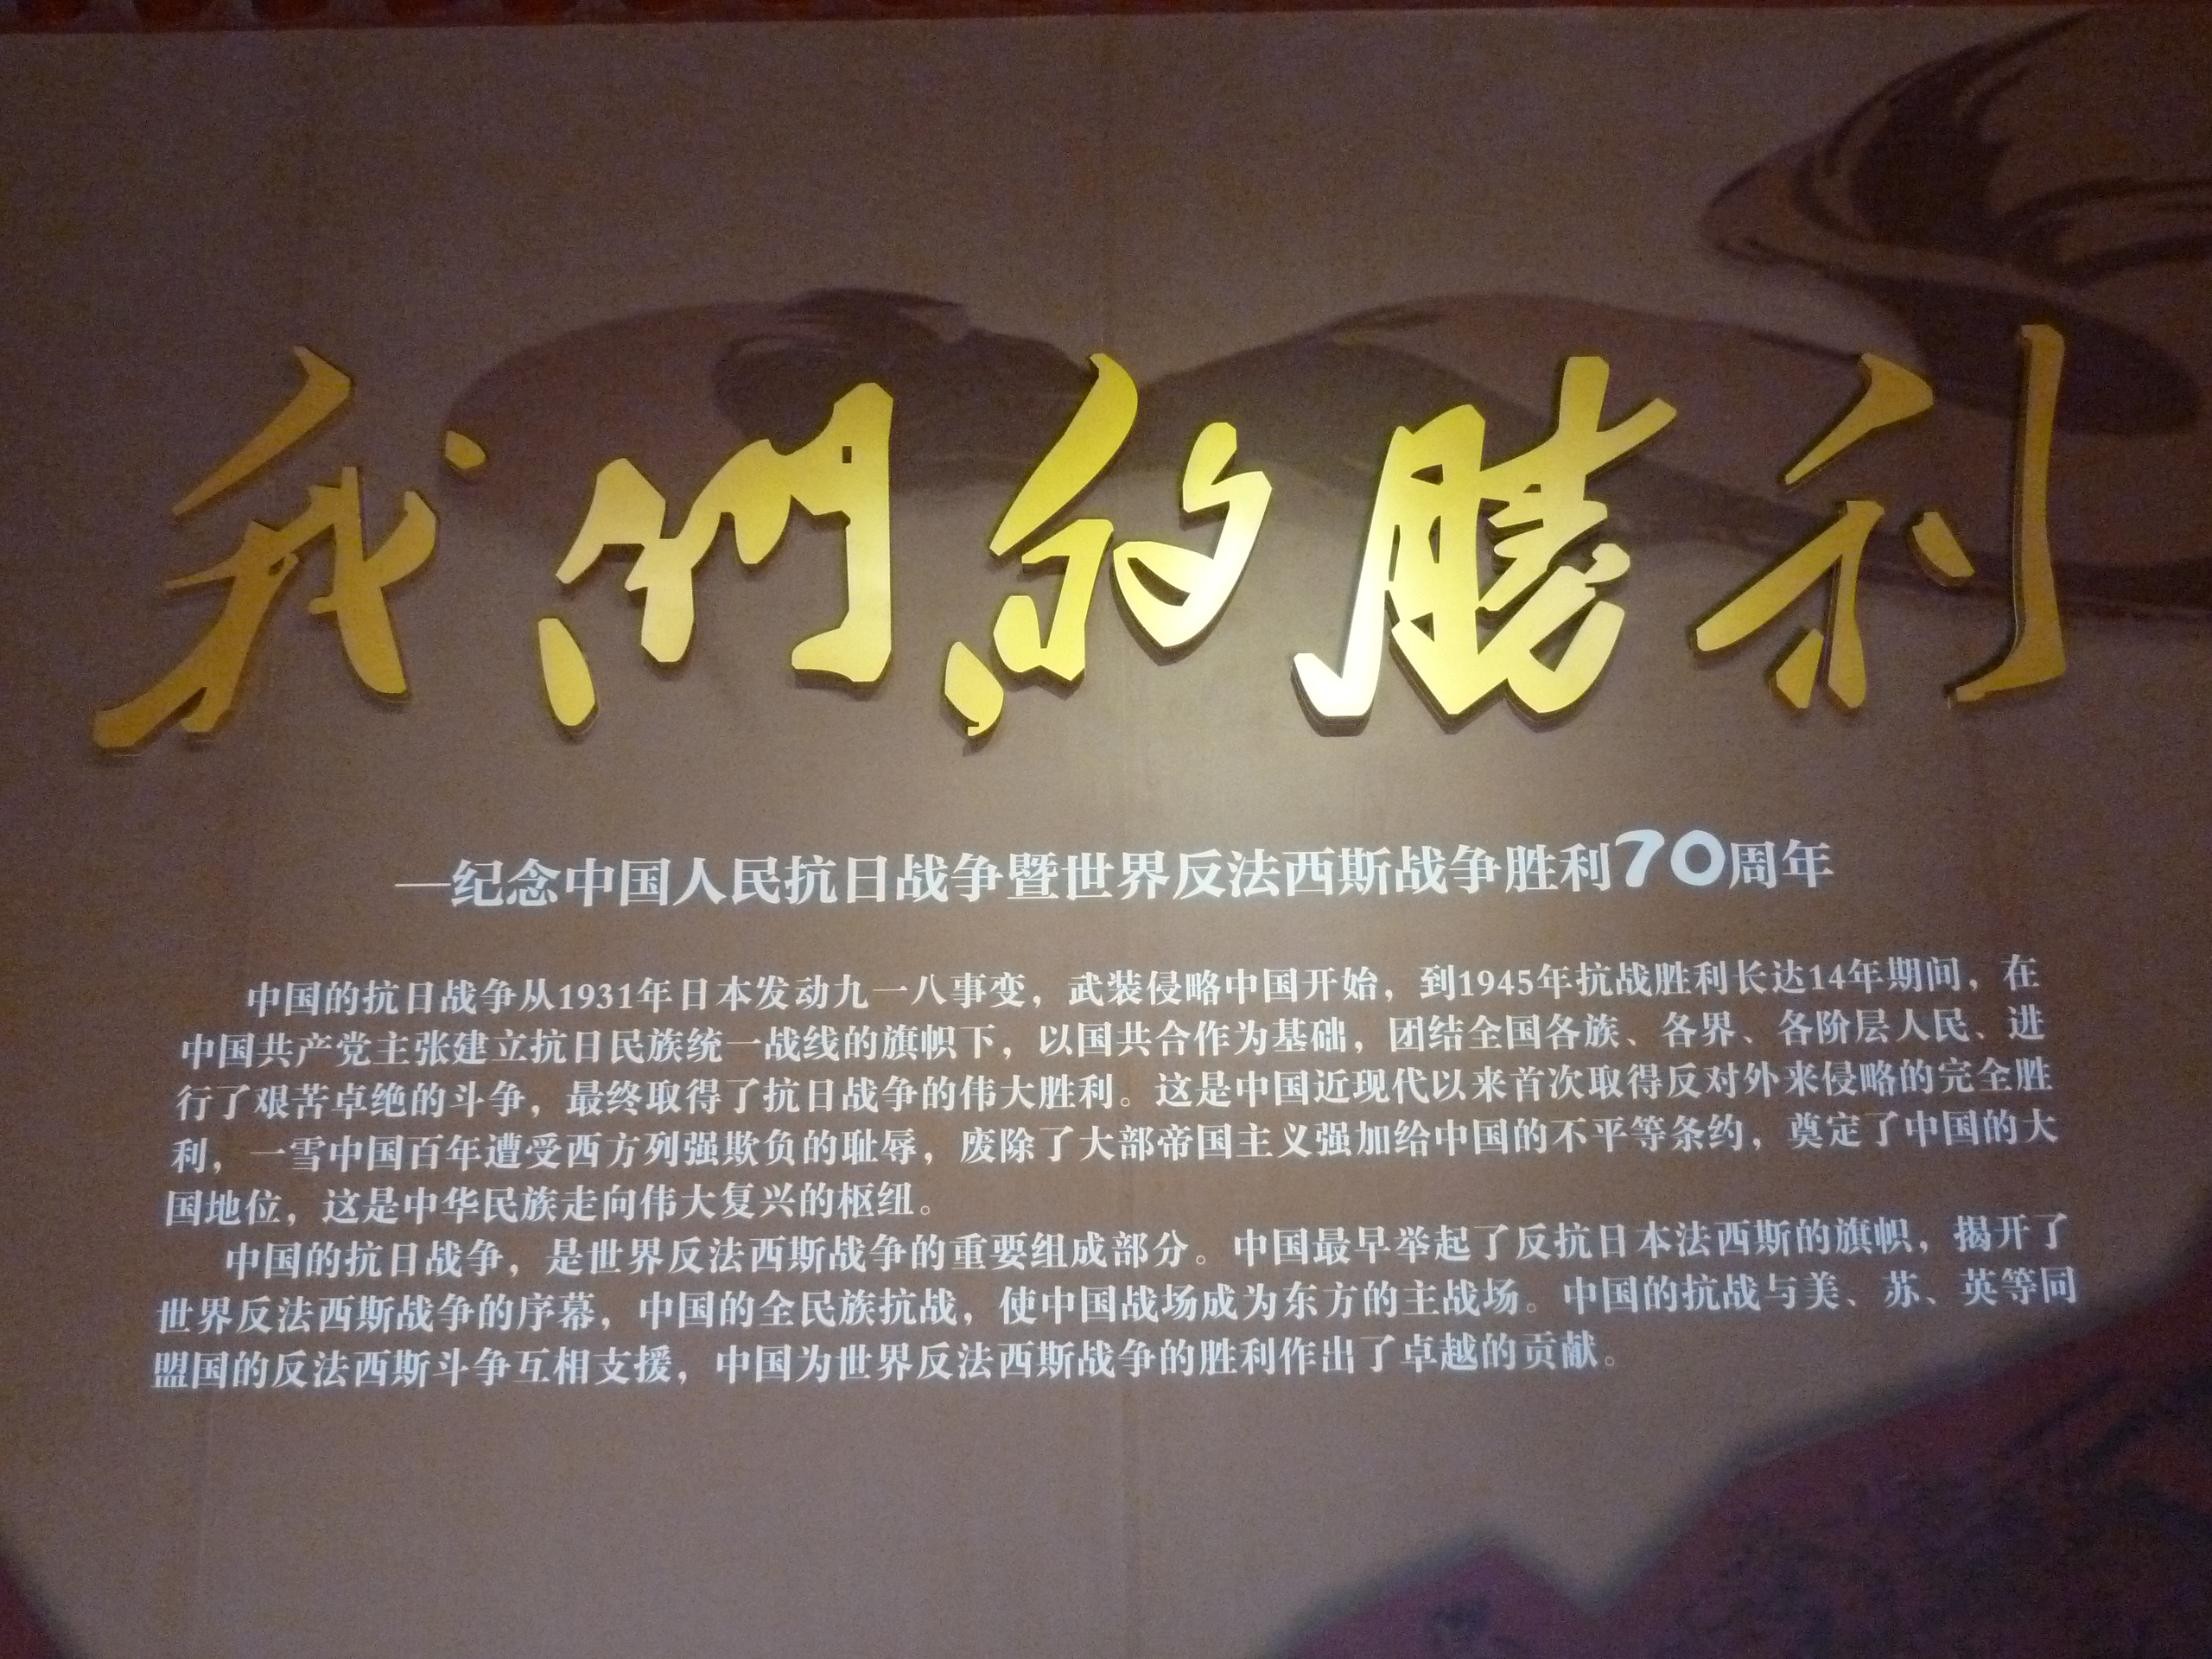 我們的勝利
—纪念中国人民抗日战争暨世界反法西斯战争胜利70周年
中国的抗日战争从1931年日本发动九一八事变，武装侵略中国开始，到1945年抗战胜利长达14年期间，在
中国共产党主张建立抗日民族统一战线的旗帜下，以国共合作为基础，团结全国各族、各界、各阶层人民、进
行了艰苦卓绝的斗争，最终取得了抗日战争的伟大胜利。这是中国近现代以来首次取得反对外来侵略的完全胜
利，一雪中国百年遭受西方列强欺负的耻辱，废除了大部帝国主义强加给中国的不平等条约，奠定了中国的大
国地位，这是中华民族走向伟大复兴的枢纽。
中国的抗日战争，是世界反法西斯战争的重要组成部分。中国最早举起了反抗日本法西斯的旗帜，揭开了
世界反法西斯战争的序幕，中国的全民族抗战，使中国战场成为东方的主战场。中国的抗战与美、苏、英等同
盟国的反法西斯斗争互相支援，中国为世界反法西斯战争的胜利作出了卓越的贡献。